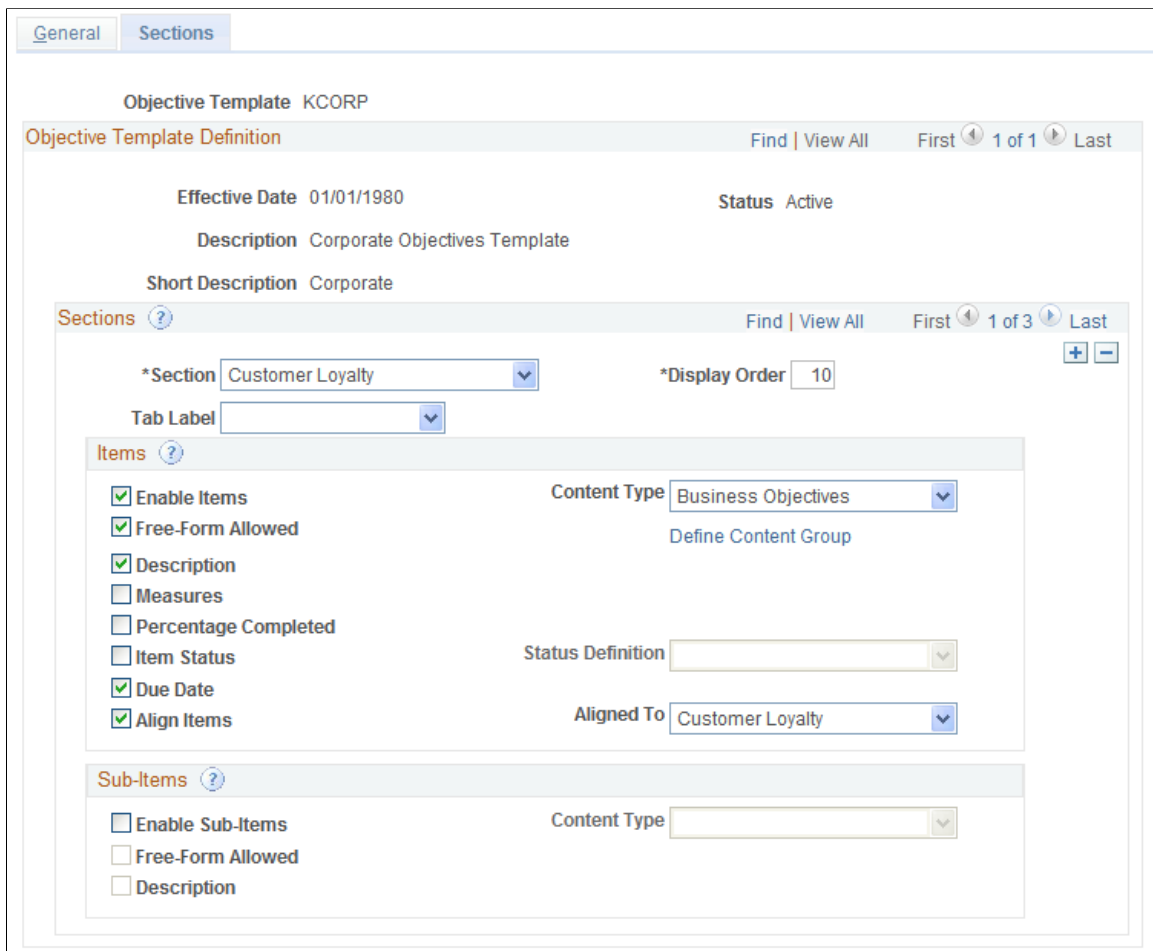 General Sections
Objective Template KCORP
Objective Template Definition Find | View All First 1 of 1 Last
Effective Date 01/01/1980 Status Active
Description Corporate Objectives Template
Short Description Corporate
Sections ? Find | View All First 1 of 3 Last
+ −
*Section Customer Loyalty *Display Order 10
Tab Label
Items ?
Enable Items Content Type Business Objectives
Free-Form Allowed Define Content Group
Description
Measures
Percentage Completed
Item Status Status Definition
Due Date
Align Items Aligned To Customer Loyalty
Sub-Items ?
Enable Sub-Items Content Type
Free-Form Allowed
Description